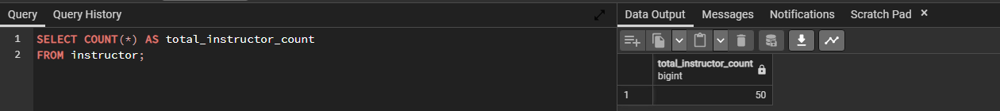 Query Query History
1 SELECT COUNT(*) AS total_instructor_count
2 FROM instructor;
Data Output Messages Notifications Scratch Pad ×
total_instructor_count
bigint
1 50